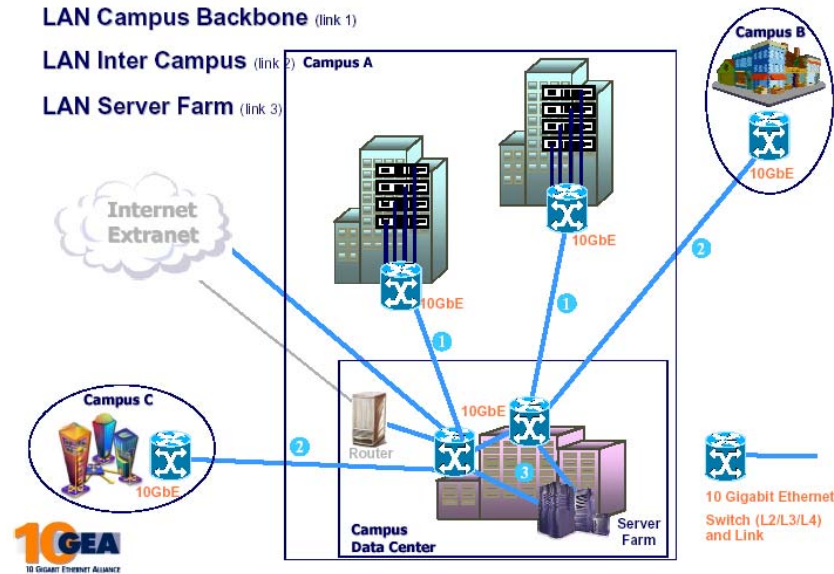 LAN Campus Backbone (link 1)
LAN Inter Campus (link 2)
LAN Server Farm (link 3)
Campus A
Campus B
10GbE
Internet
Extranet
10GbE
10GbE
2
1
1
Campus C
10GbE
2
Router
10GbE
3
Server
Farm
Campus
Data Center
10 Gigabit Ethernet
Switch (L2/L3/L4)
and Link
10GEA
10 GIGABIT ETHERNET ALLIANCE